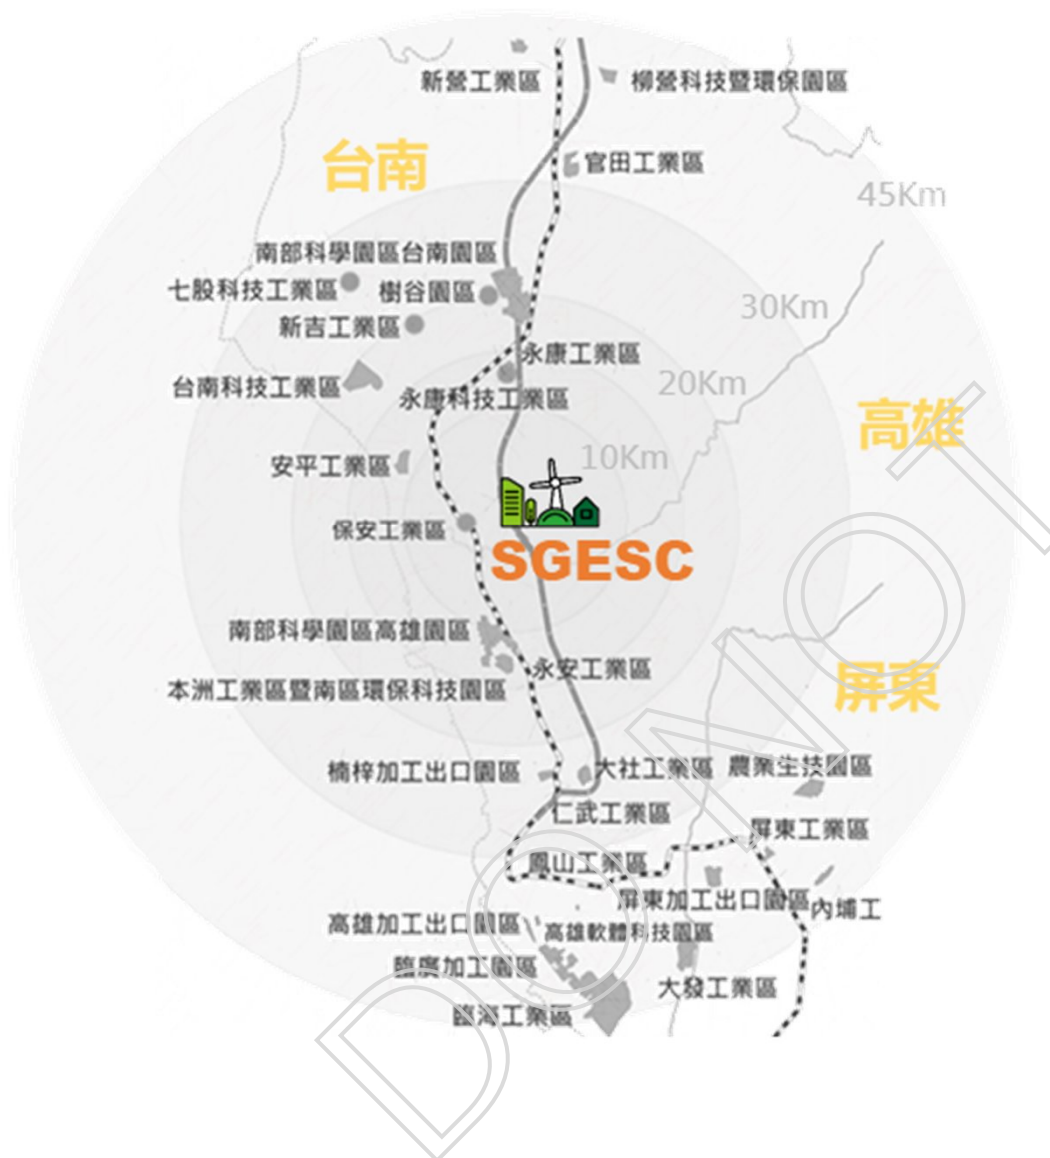 新營工業區
柳營科技暨環保園區
台南
官田工業區
45Km
南部科學園區台南園區
七股科技工業區
樹谷園區
30Km
新吉工業區
永康工業區
台南科技工業區
20Km
永康科技工業區
高雄
安平工業區
10Km
保安工業區
SGESC
南部科學園區高雄園區
永安工業區
本洲工業區暨南區環保科技園區
屏東
楠梓加工出口園區
大社工業區
農業生技園區
仁武工業區
屏東工業區
鳳山工業區
屏東加工出口園區
內埔工
高雄加工出口園區
高雄軟體科技園區
臨廣加工園區
大發工業區
臨海工業區
DO NOT